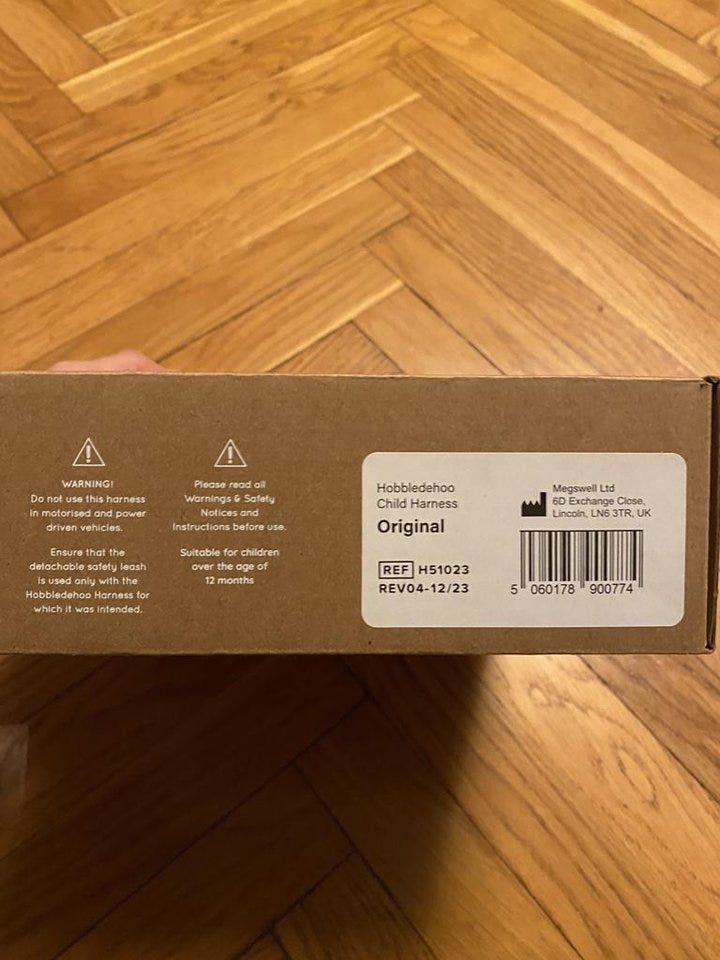 WARNING!
Do not use this harness
in motorised and power
driven vehicles.
Ensure that the
detachable safety leash
is used only with the
Hobbledehoo Harness for
which it was intended.
Please read all
Warnings & Safety
Notices and
Instructions before use.
Suitable for children
over the age of
12 months
Hobbledehoo
Child Harness
Original
REF H51023
REV04-12/23
Megswell Ltd
6D Exchange Close,
Lincoln, LN6 3TR, UK
5 060178 900774